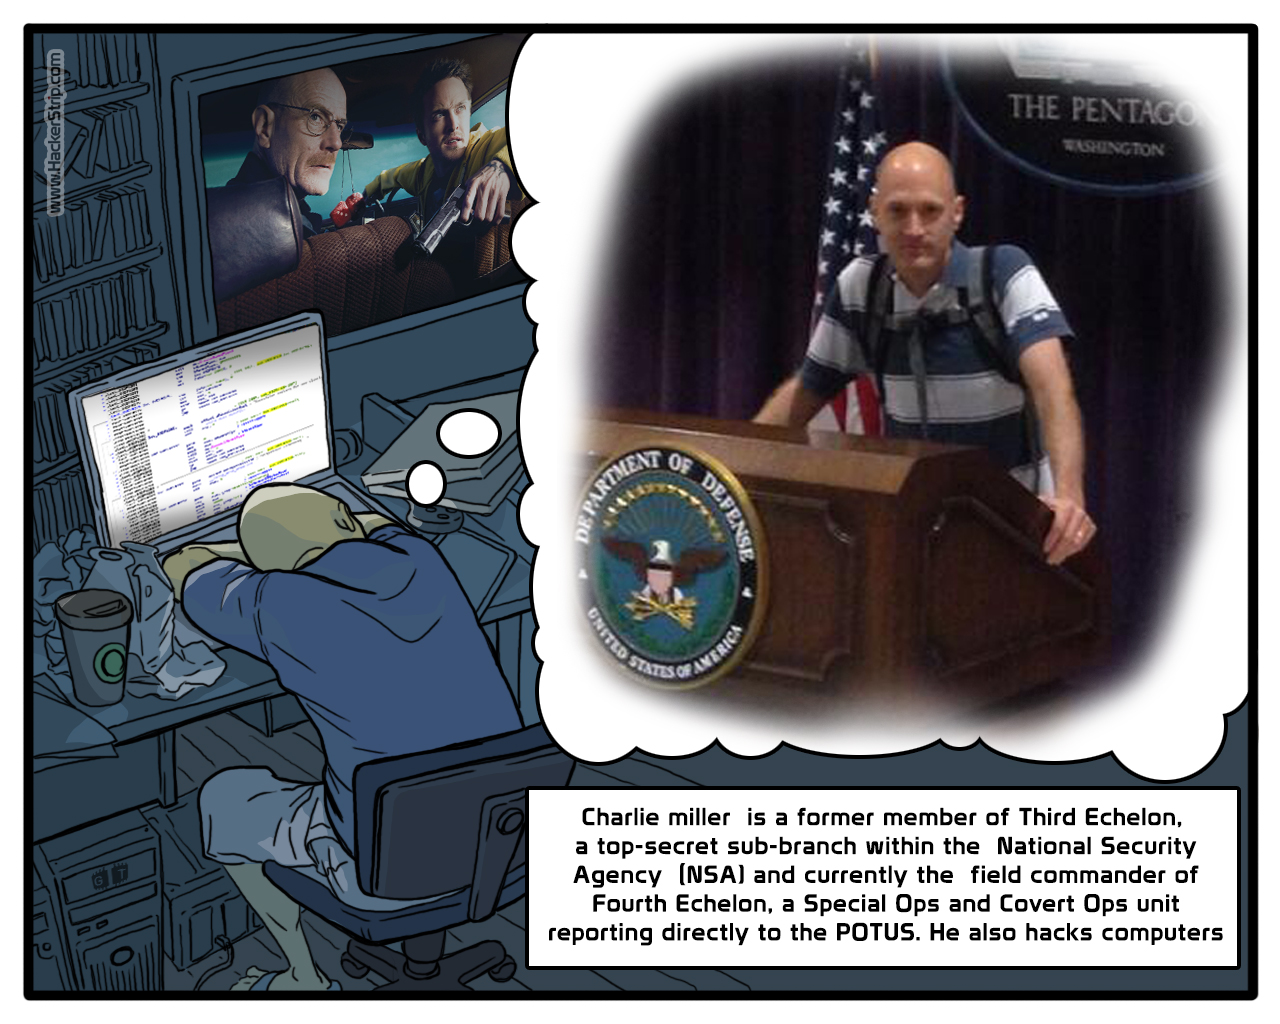 www.HackerStrip.com
THE PENTAGO
WASHINGTON
DEPARTMENT OF DEFENSE
UNITED STATES OF AMERICA
G T
Charlie miller is a former member of Third Echelon,
a top-secret sub-branch within the National Security
Agency (NSA) and currently the field commander of
Fourth Echelon, a Special Ops and Covert Ops unit
reporting directly to the POTUS. He also hacks computers